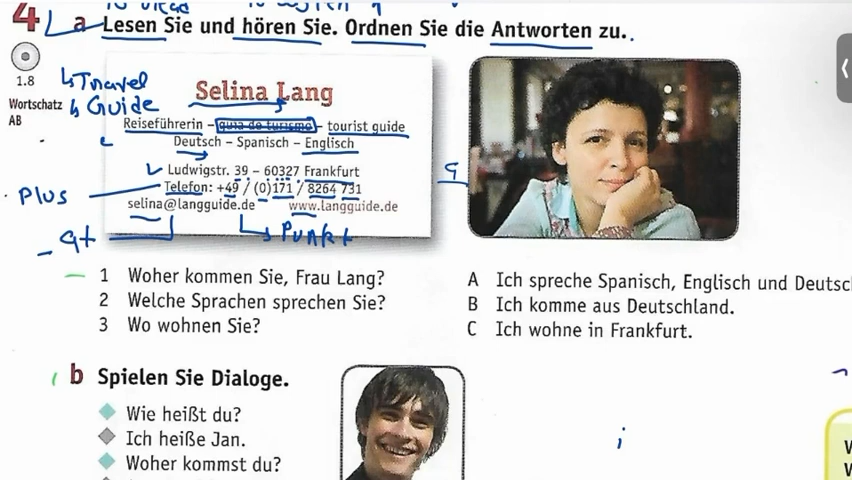 4 a Lesen Sie und hören Sie. Ordnen Sie die Antworten zu.
1.8
Wortschatz
AB
Travel
Guide
Selina Lang
Reiseführerin – guía de turismo – tourist guide
Deutsch – Spanisch – Englisch
Ludwigstr. 39 – 60327 Frankfurt
Plus
Telefon: +49 / (0)171 / 8264 731
selina@langguide.de www.langguide.de
at
Punkt
1 Woher kommen Sie, Frau Lang?
2 Welche Sprachen sprechen Sie?
3 Wo wohnen Sie?
A Ich spreche Spanisch, Englisch und Deutsc
B Ich komme aus Deutschland.
C Ich wohne in Frankfurt.
b Spielen Sie Dialoge.
Wie heißt du?
Ich heiße Jan.
Woher kommst du?